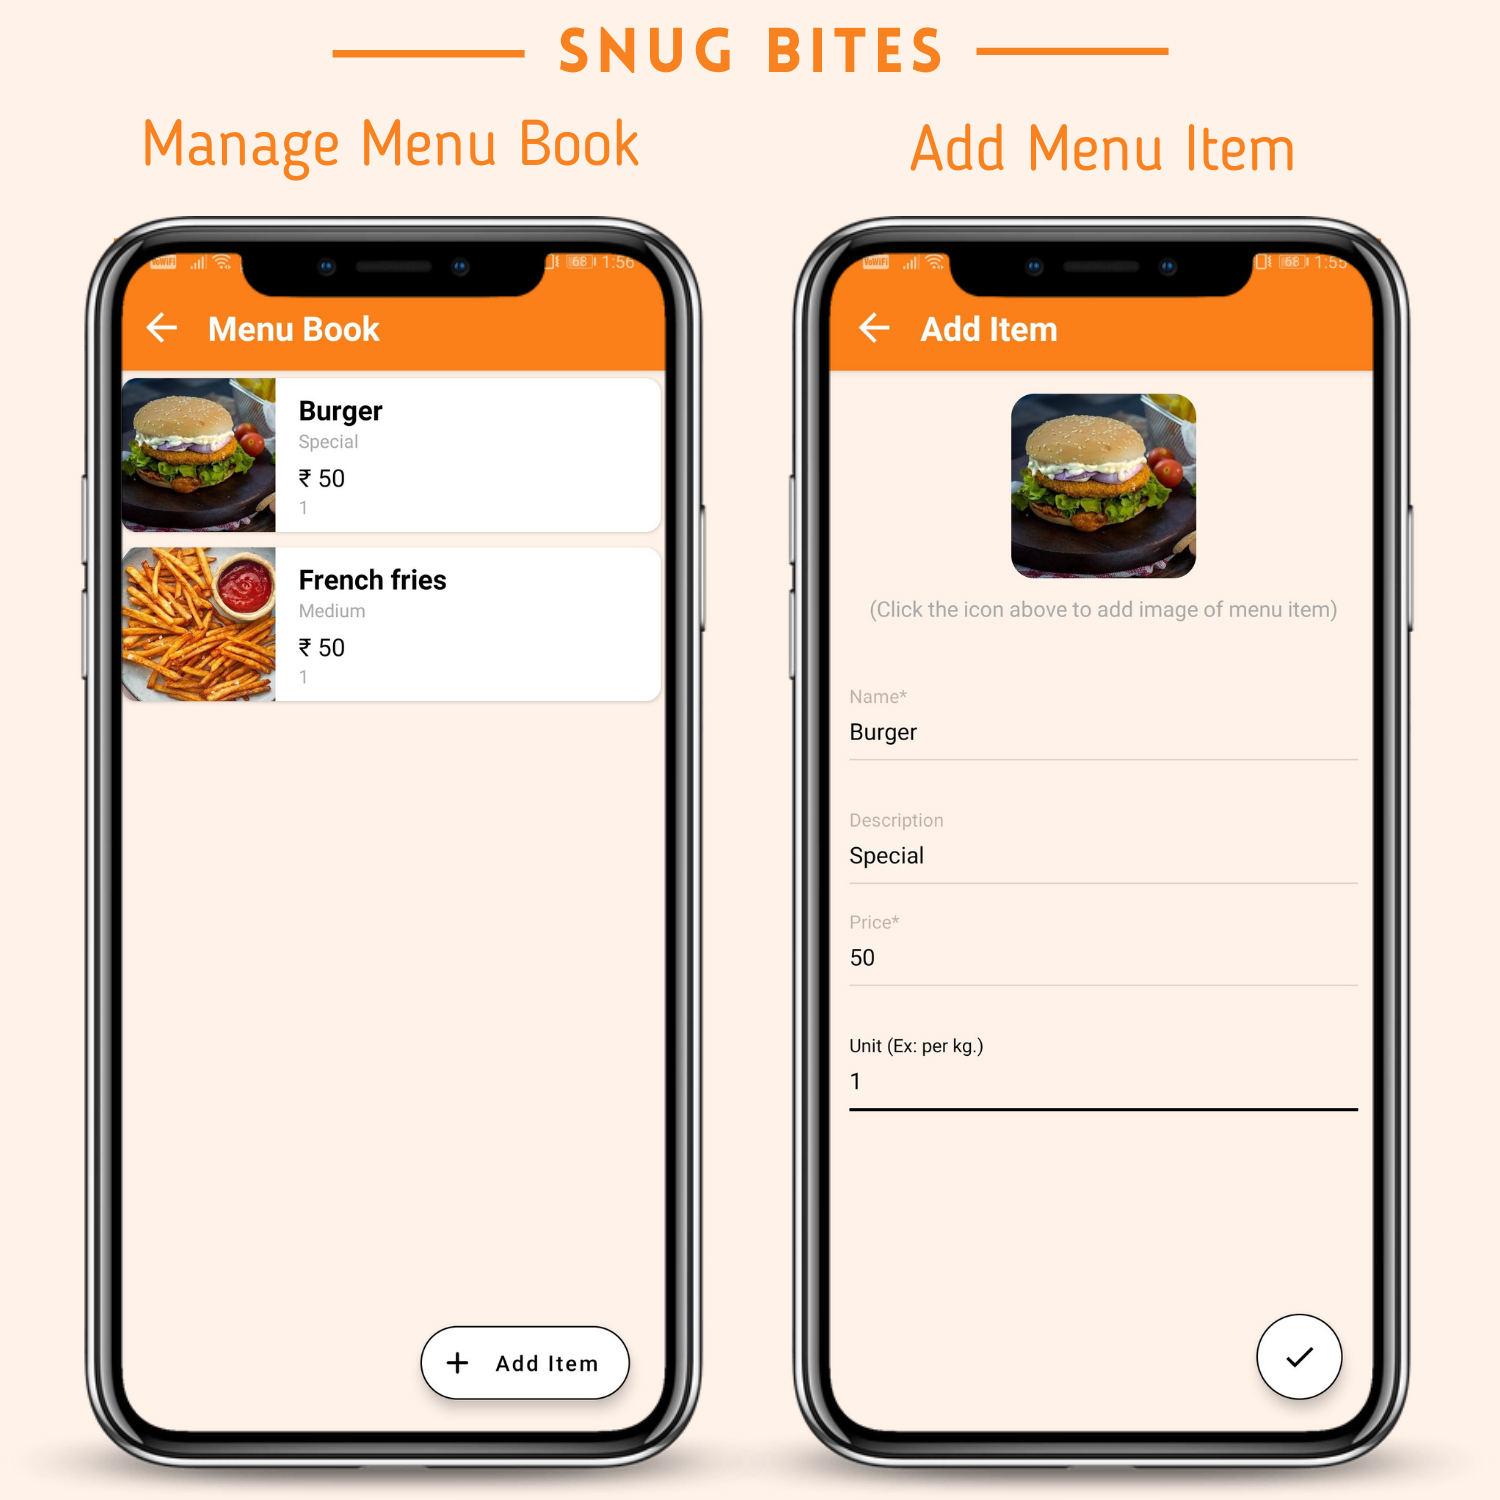 SNUG BITES
Manage Menu Book
Add Menu Item
VoWiFi 68 1:56
Menu Book
Burger
Special
₹ 50
1
French fries
Medium
₹ 50
1
+ Add Item
VoWiFi 68 1:55
Add Item
(Click the icon above to add image of menu item)
Name*
Burger
Description
Special
Price*
50
Unit (Ex: per kg.)
1